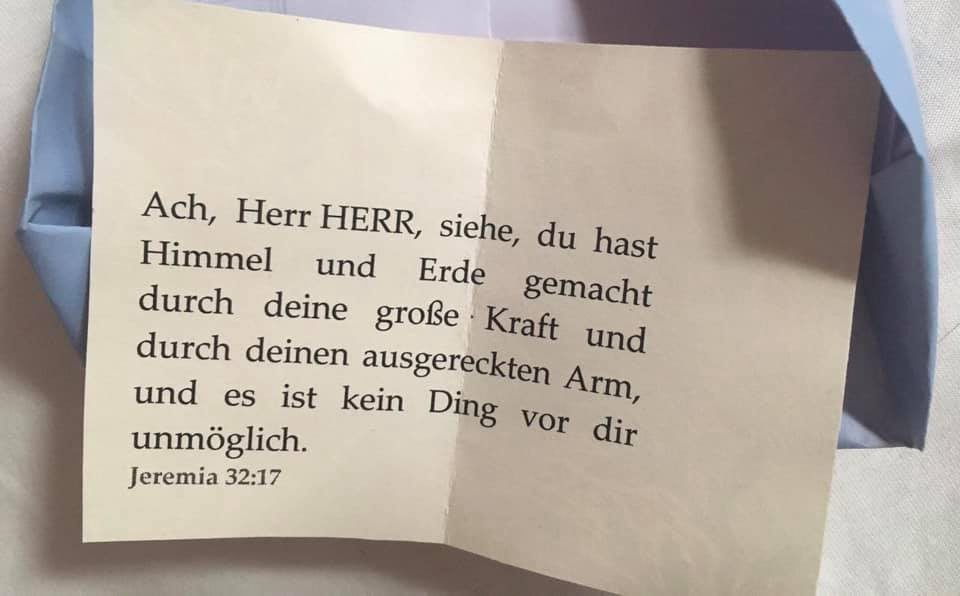 Ach, Herr HERR, siehe, du hast
Himmel und Erde gemacht
durch deine große Kraft und
durch deinen ausgereckten Arm,
und es ist kein Ding vor dir
unmöglich.
Jeremia 32:17